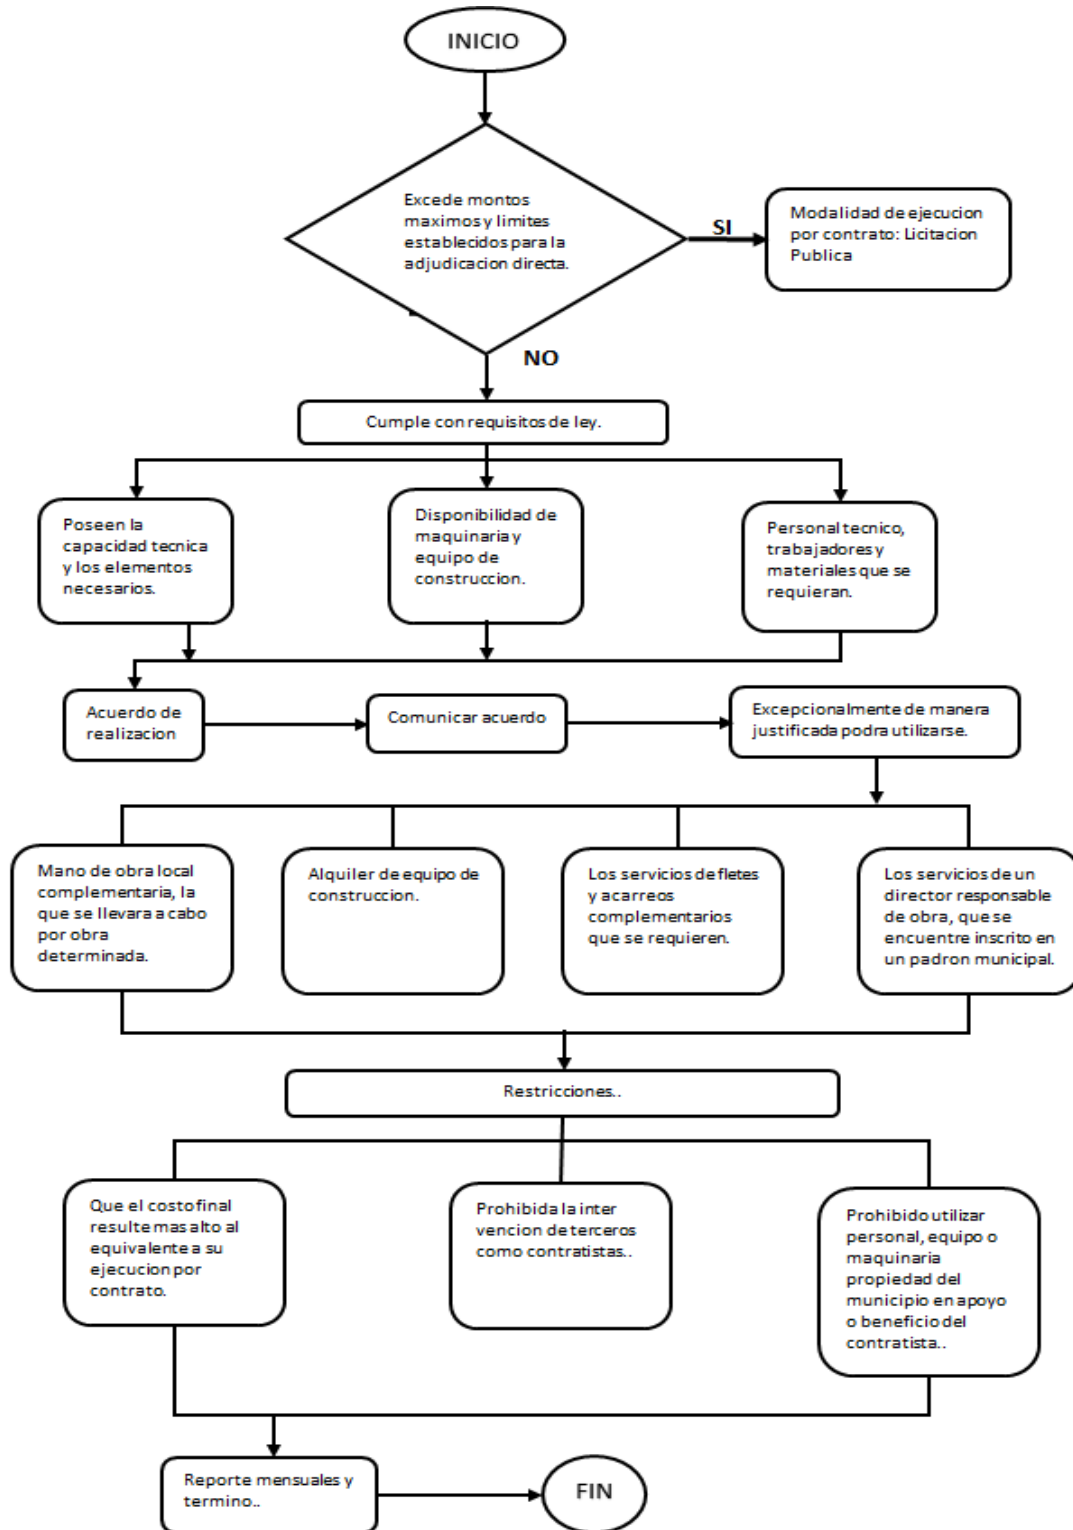 INICIO
Excede montos
maximos y limites
establecidos para la
adjudicacion directa.
SI
Modalidad de ejecucion
por contrato: Licitacion
Publica
NO
Cumple con requisitos de ley.
Poseen la
capacidad tecnica
y los elementos
necesarios.
Disponibilidad de
maquinaria y
equipo de
construccion.
Personal tecnico,
trabajadores y
materiales que se
requieran.
Acuerdo de
realizacion
Comunicar acuerdo
Excepcionalmente de manera
justificada podra utilizarse.
Mano de obra local
complementaria, la
que se llevara a cabo
por obra
determinada.
Alquiler de equipo de
construccion.
Los servicios de fletes
y acarreos
complementarios
que se requieren.
Los servicios de un
director responsable
de obra, que se
encuentre inscrito en
un padron municipal.
Restricciones..
Que el costo final
resulte mas alto al
equivalente a su
ejecucion por
contrato.
Prohibida la inter
vencion de terceros
como contratistas..
Prohibido utilizar
personal, equipo o
maquinaria
propiedad del
municipio en apoyo
o beneficio del
contratista..
Reporte mensuales y
termino..
FIN